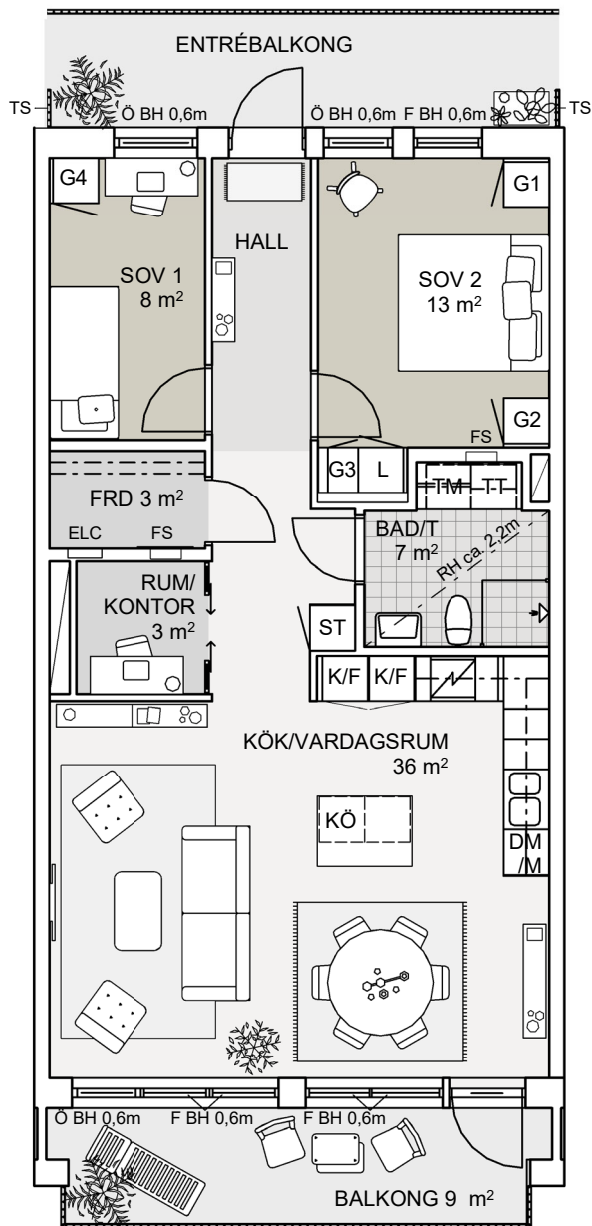 ENTRÉBALKONG
TS
TS
Ö BH 0,6m
Ö BH 0,6m
F BH 0,6m
G4
G1
HALL
SOV 1
8 m²
SOV 2
13 m²
G2
FS
G3
L
FRD 3 m²
TM
TT
ELC
FS
BAD/T
7 m²
RH ca. 2,2m
RUM/
KONTOR
3 m²
ST
K/F
K/F
KÖK/VARDAGSRUM
36 m²
KÖ
DM
/M
Ö BH 0,6m
F BH 0,6m
F BH 0,6m
BALKONG 9 m²